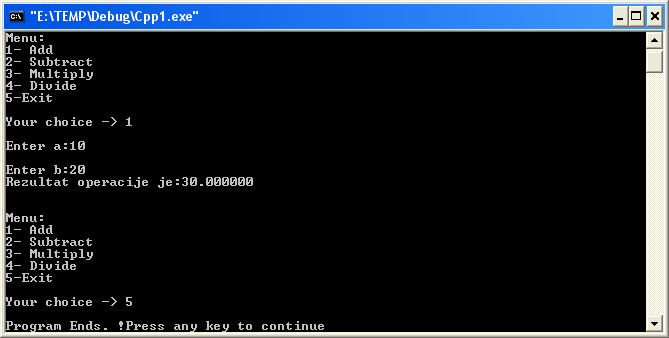 "E:\TEMP\Debug\Cpp1.exe"
Menu:
1- Add
2- Subtract
3- Multiply
4- Divide
5-Exit
Your choice -> 1
Enter a:10
Enter b:20
Rezultat operacije je:30.000000
Menu:
1- Add
2- Subtract
3- Multiply
4- Divide
5-Exit
Your choice -> 5
Program Ends. !Press any key to continue